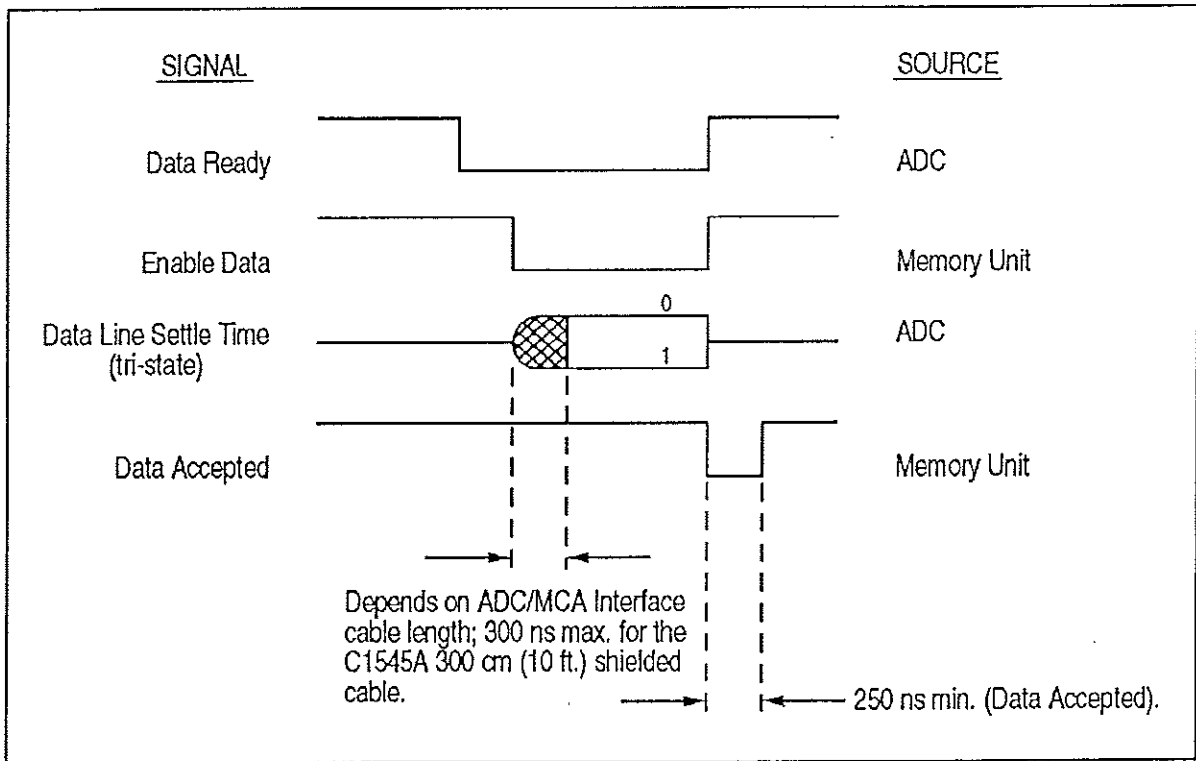 SIGNAL
SOURCE
Data Ready
ADC
Enable Data
Memory Unit
0
Data Line Settle Time
(tri-state)
1
ADC
Data Accepted
Memory Unit
Depends on ADC/MCA Interface
cable length; 300 ns max. for the
C1545A 300 cm (10 ft.) shielded
cable.
250 ns min. (Data Accepted).